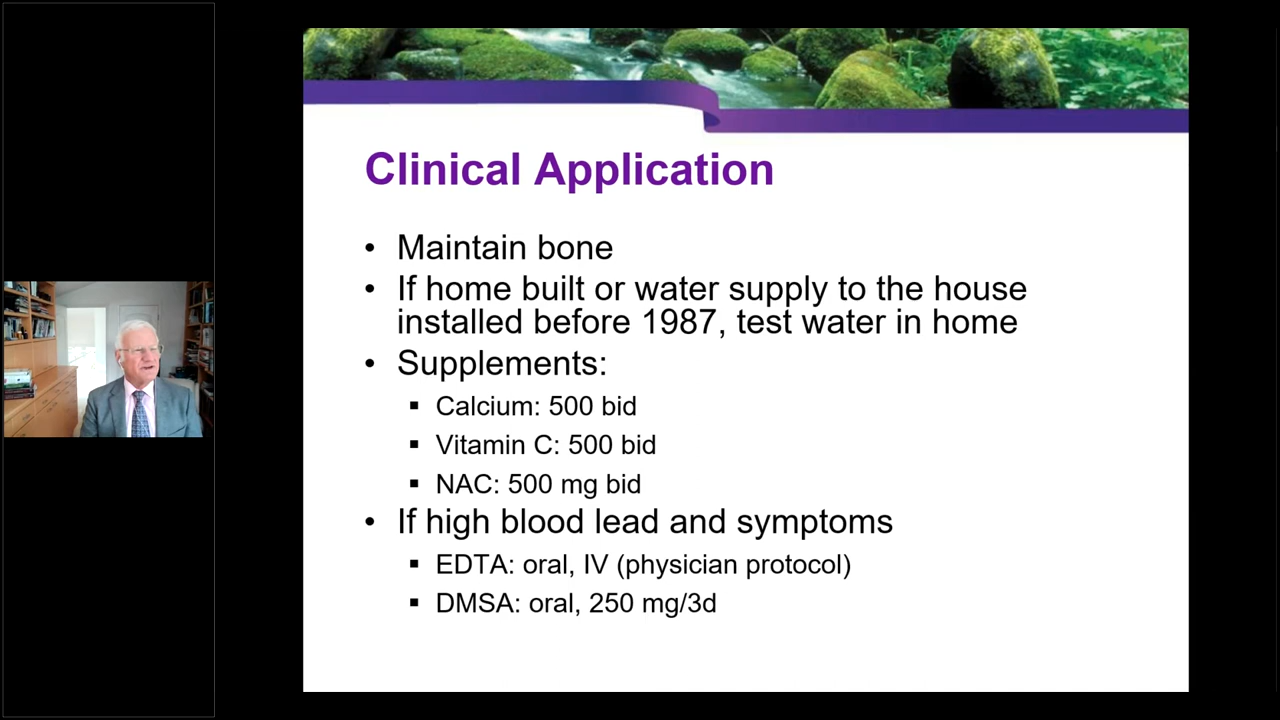 Clinical Application
• Maintain bone
• If home built or water supply to the house
installed before 1987, test water in home
• Supplements:
▪ Calcium: 500 bid
▪ Vitamin C: 500 bid
▪ NAC: 500 mg bid
• If high blood lead and symptoms
▪ EDTA: oral, IV (physician protocol)
▪ DMSA: oral, 250 mg/3d